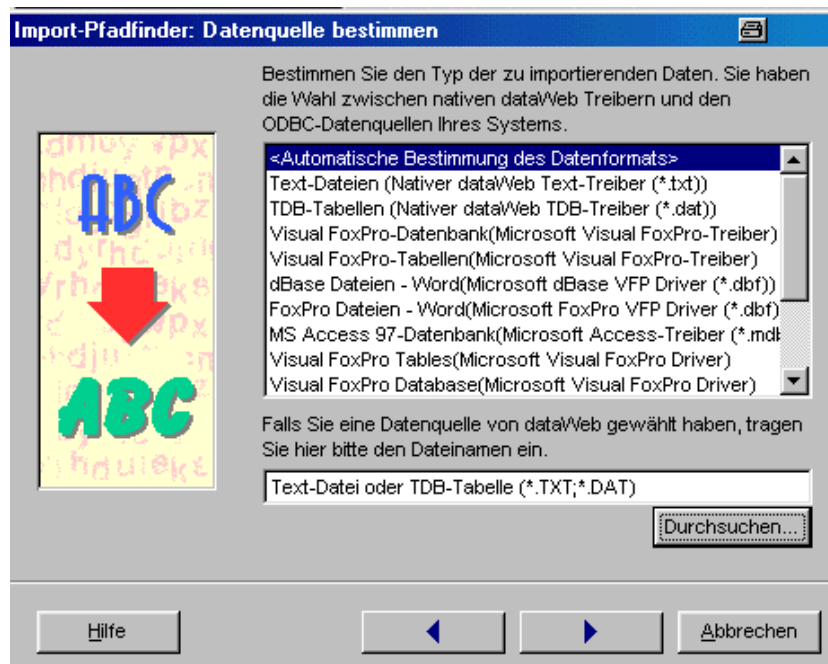 Import-Pfadfinder: Datenquelle bestimmen
Bestimmen Sie den Typ der zu importierenden Daten. Sie haben
die Wahl zwischen nativen dataWeb Treibern und den
ODBC-Datenquellen Ihres Systems.
<Automatische Bestimmung des Datenformats>
Text-Dateien (Nativer dataWeb Text-Treiber (*.txt))
TDB-Tabellen (Nativer dataWeb TDB-Treiber (*.dat))
Visual FoxPro-Datenbank(Microsoft Visual FoxPro-Treiber)
Visual FoxPro-Tabellen(Microsoft Visual FoxPro-Treiber)
dBase Dateien - Word(Microsoft dBase VFP Driver (*.dbf))
FoxPro Dateien - Word(Microsoft FoxPro VFP Driver (*.dbf)
MS Access 97-Datenbank(Microsoft Access-Treiber (*.mdb
Visual FoxPro Tables(Microsoft Visual FoxPro Driver)
Visual FoxPro Database(Microsoft Visual FoxPro Driver)
ABC
ABC
Falls Sie eine Datenquelle von dataWeb gewählt haben, tragen
Sie hier bitte den Dateinamen ein.
Text-Datei oder TDB-Tabelle (*.TXT;*.DAT)
Durchsuchen...
Hilfe
Abbrechen